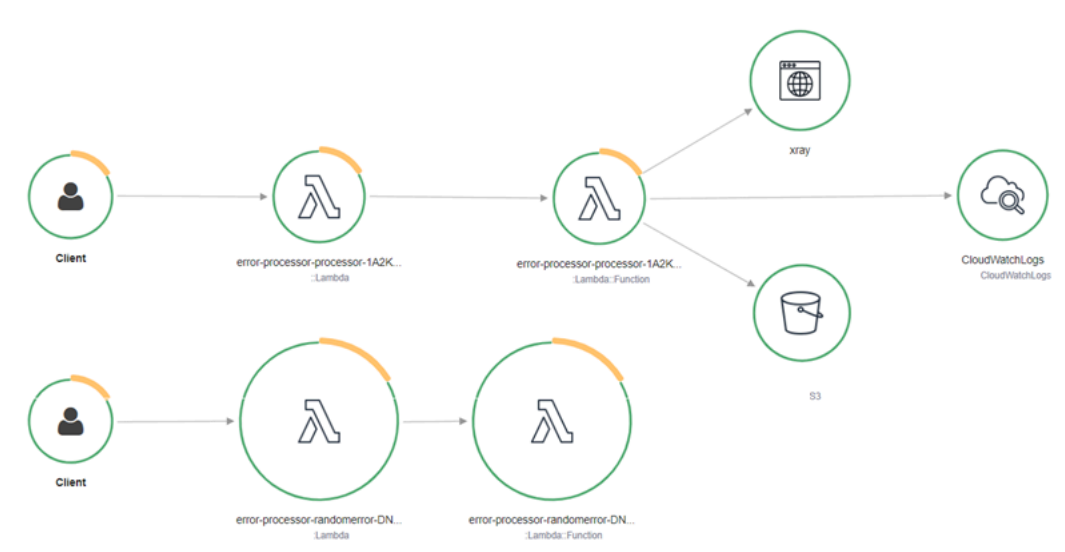 xray
Client
error-processor-processor-1A2K...
::Lambda
error-processor-processor-1A2K...
:Lambda::Function
CloudWatchLogs
CloudWatchLogs
S3
Client
error-processor-randomerror-DN...
:Lambda
error-processor-randomerror-DN...
:Lambda::Function